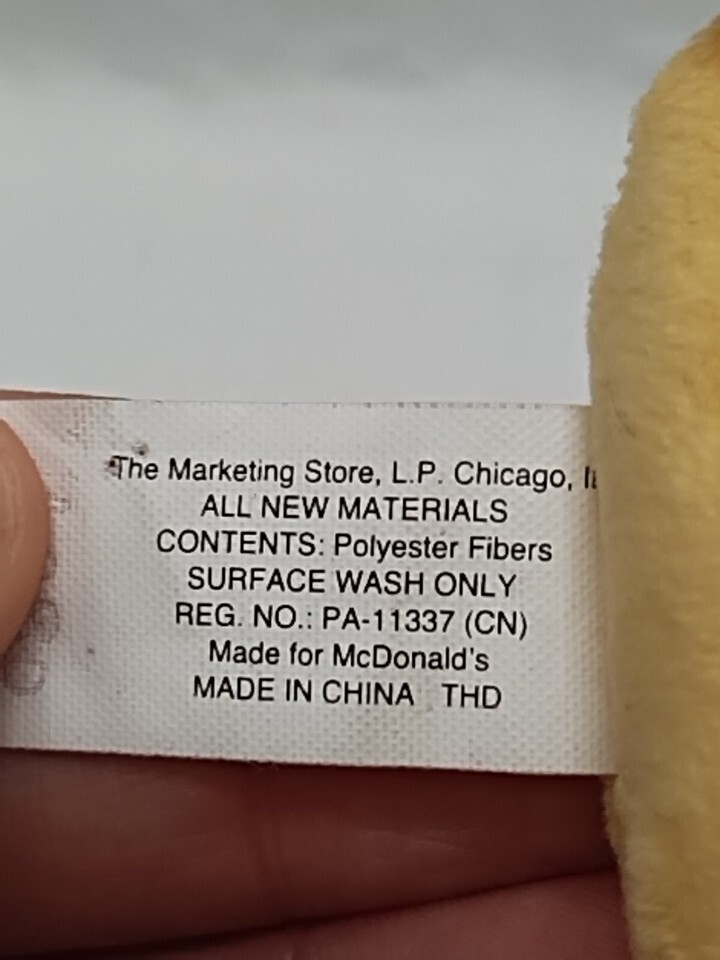 The Marketing Store, L.P. Chicago,
ALL NEW MATERIALS
CONTENTS: Polyester Fibers
SURFACE WASH ONLY
REG. NO.: PA-11337 (CN)
Made for McDonald's
MADE IN CHINA THD